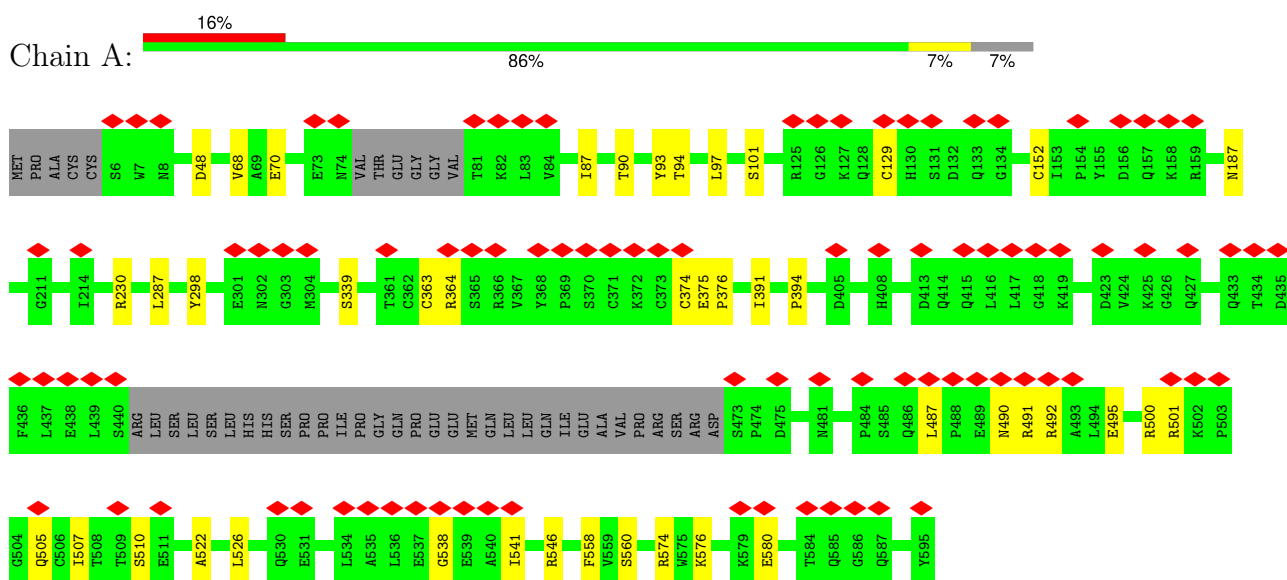 16%
Chain A:
86% 7% 7%
MET PRO ALA CYS CYS S6 W7 N8 D48 V68 A69 E70 E73 N74 VAL THR GLU GLY GLY VAL T81 K82 L83 V84 I87 T90 Y93 T94 L97 S101 R125 G126 K127 Q128 C129 H130 S131 D132 Q133 G134 C152 I153 P154 Y155 D156 Q157 K158 R159 N187
G211 I214 R230 L287 Y298 E301 N302 G303 M304 S339 T361 C362 C363 R364 S365 R366 V367 Y368 P369 S370 C371 K372 C373 C374 E375 P376 I391 P394 D405 H408 D413 Q414 Q415 L416 L417 G418 K419 D423 V424 K425 G426 Q427 Q433 T434 D435
F436 L437 E438 L439 S440 ARG LEU SER LEU SER LEU HIS HIS SER PRO PRO ILE PRO GLY GLN PRO GLU GLU MET GLN LEU LEU GLN ILE GLU ALA VAL PRO ARG SER ARG ASP S473 P474 D475 N481 P484 S485 Q486 L487 P488 E489 N490 R491 R492 A493 L494 E495 R500 R501 K502 P503
G504 Q505 C506 I507 T508 T509 S510 E511 A522 L526 Q530 E531 L534 A535 L536 E537 G538 E539 A540 I541 R546 F558 V559 S560 R574 W575 K576 K579 E580 T584 Q585 G586 Q587 Y595